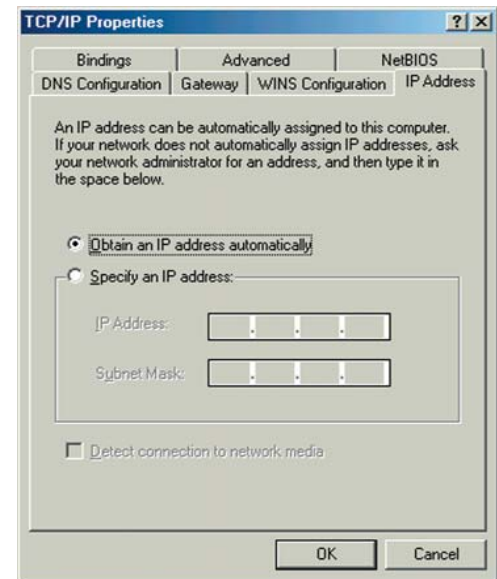 TCP/IP Properties
Bindings Advanced NetBIOS
DNS Configuration Gateway WINS Configuration IP Address
An IP address can be automatically assigned to this computer.
If your network does not automatically assign IP addresses, ask
your network administrator for an address, and then type it in
the space below.
Obtain an IP address automatically
Specify an IP address:
IP Address:
. . .
Subnet Mask:
. . .
Detect connection to network media
OK Cancel